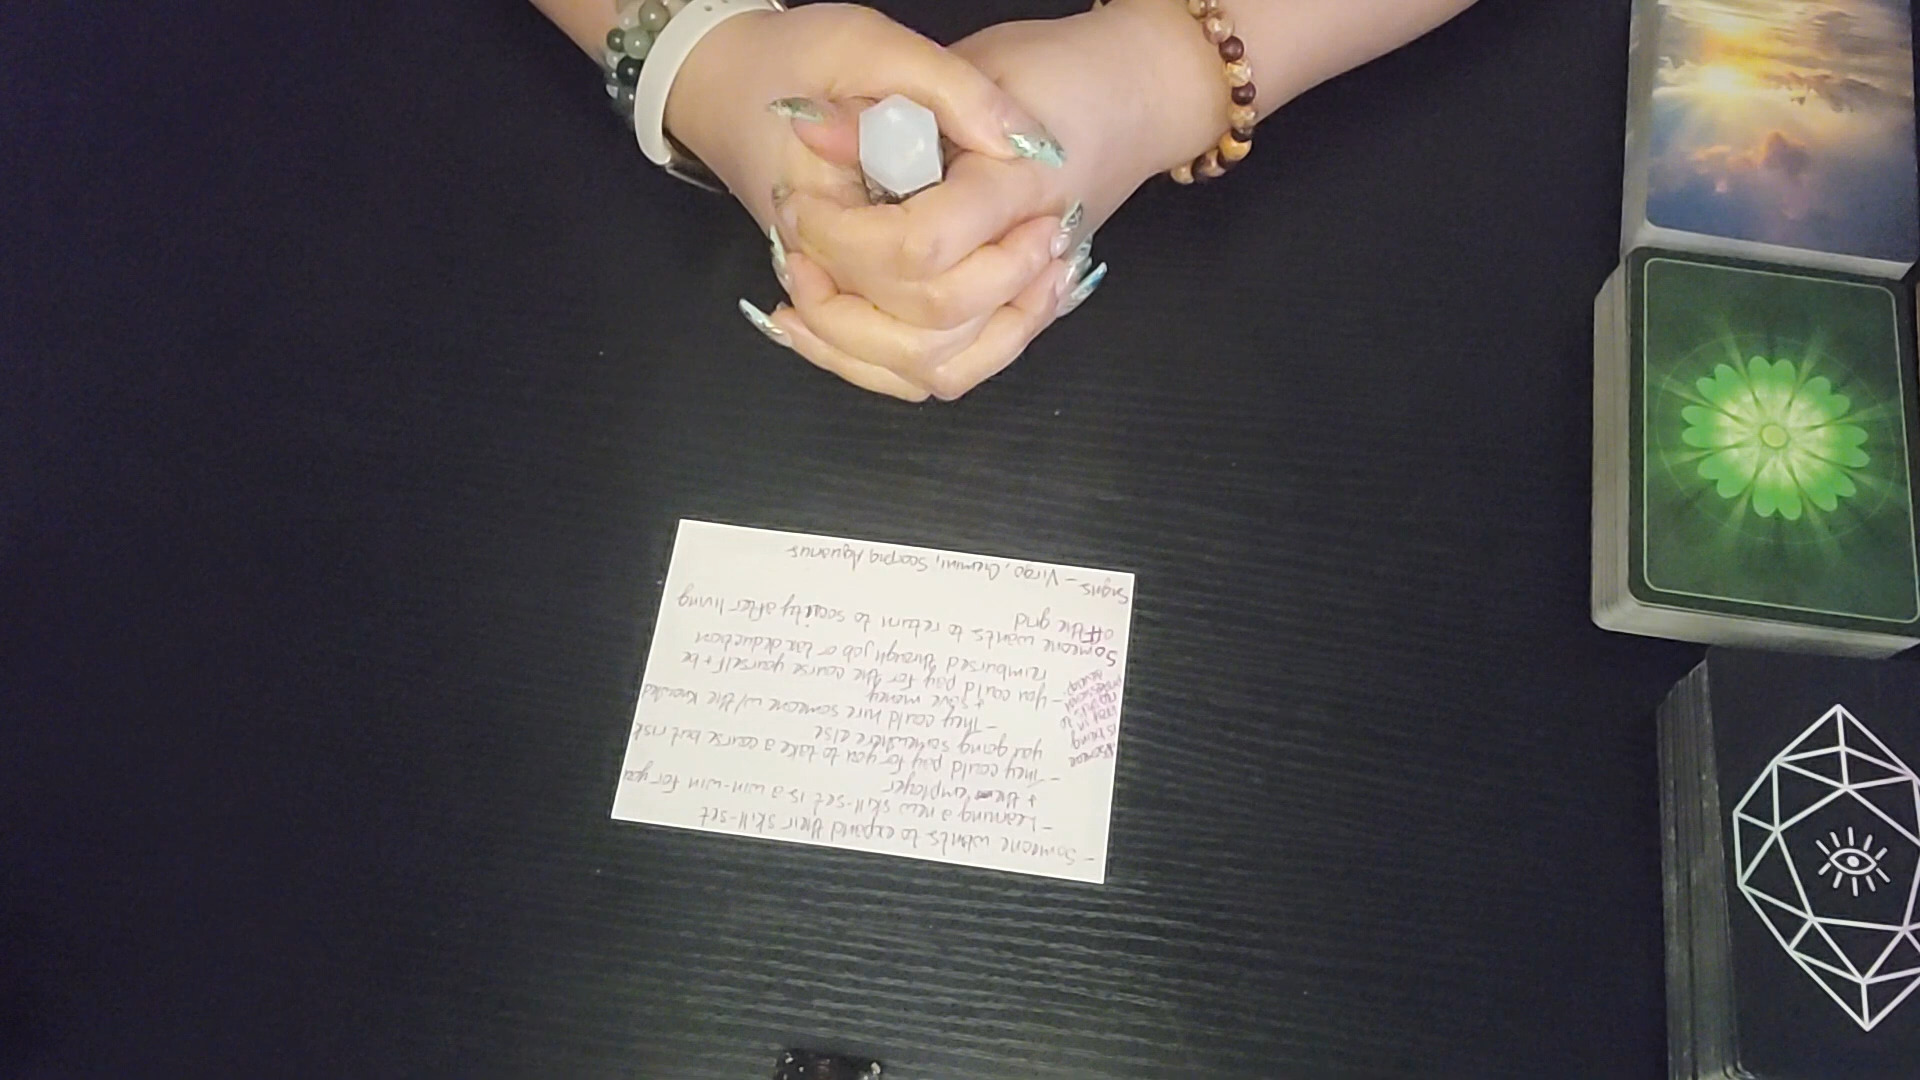 - Someone wants to expand their skill-set
- Learning a new skill-set is a win-win for you
+ employer
- They could pay for you to take a course but risk
you going somewhere else
- They could hire someone w/ the
+ save money
- you could pay for the course yourself + be
reimbursed through job or tax deduction
Someone wants to return to society after living
off the grid
Signs - Virgo, Gemini, Scorpio, Aquarius
is being